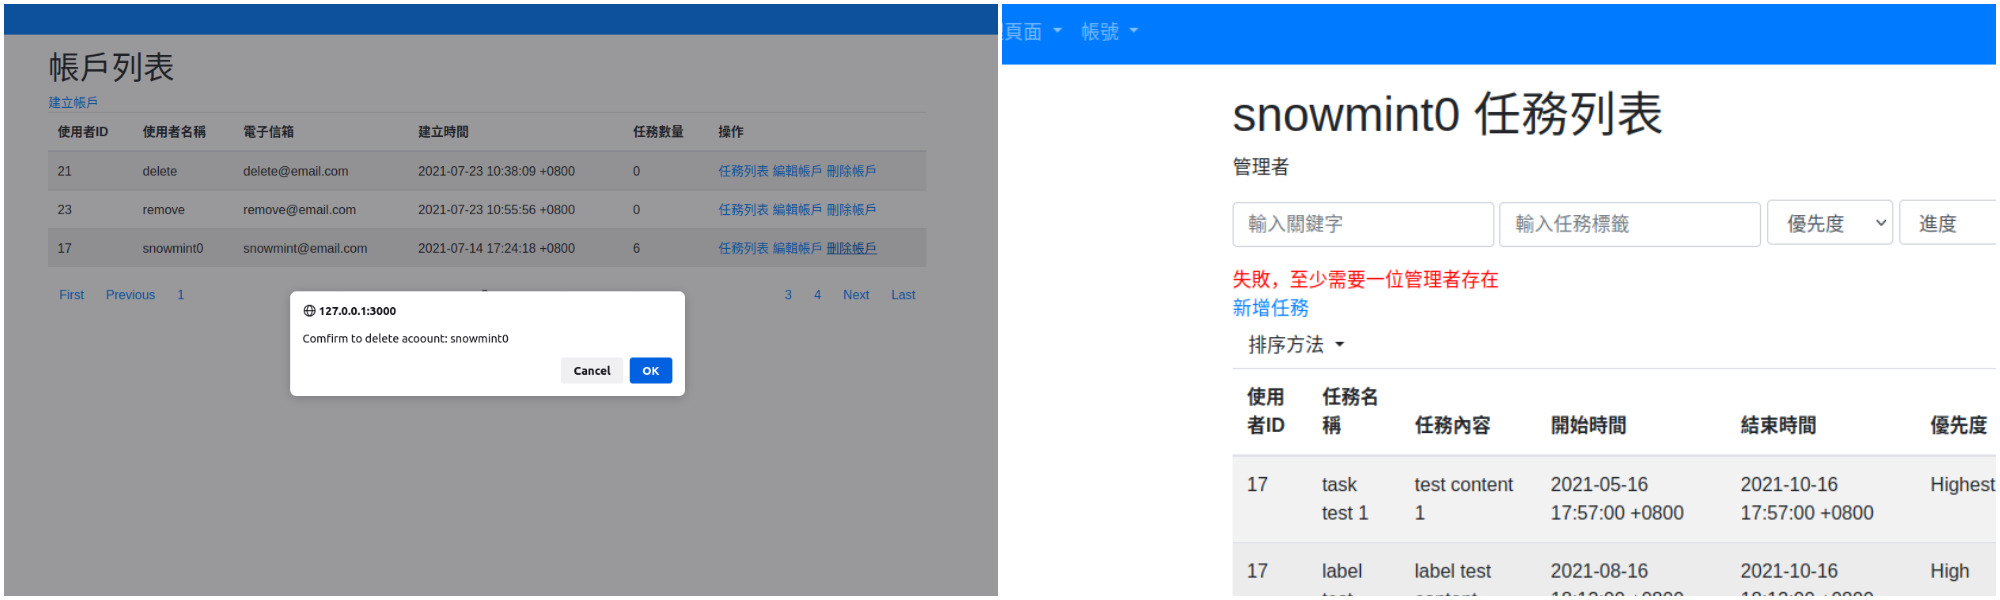 帳戶列表
建立帳戶
使用者ID 使用者名稱 電子信箱 建立時間 任務數量 操作
21 delete delete@email.com 2021-07-23 10:38:09 +0800 0 任務列表 編輯帳戶 刪除帳戶
23 remove remove@email.com 2021-07-23 10:55:56 +0800 0 任務列表 編輯帳戶 刪除帳戶
17 snowmint0 snowmint@email.com 2021-07-14 17:24:18 +0800 6 任務列表 編輯帳戶 刪除帳戶
First Previous 1 3 4 Next Last
127.0.0.1:3000
Comfirm to delete acoount: snowmint0
Cancel OK
頁面 帳號
snowmint0 任務列表
管理者
輸入關鍵字 輸入任務標籤 優先度 進度
失敗，至少需要一位管理者存在
新增任務
排序方法
使用 任務名
者ID 稱 任務內容 開始時間 結束時間 優先度
17 task test content 2021-05-16 2021-10-16 Highest
test 1 1 17:57:00 +0800 17:57:00 +0800
17 label label test 2021-08-16 2021-10-16 High